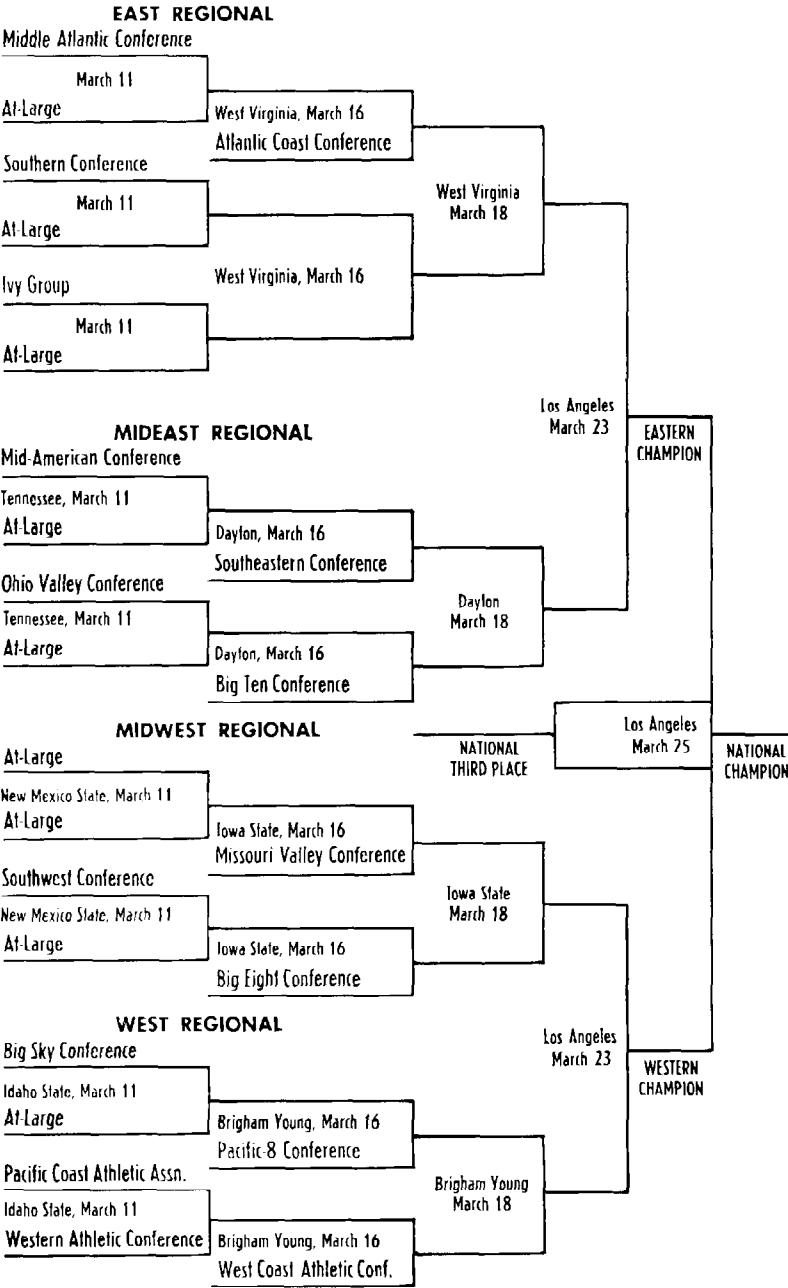 EAST REGIONAL
Middle Atlantic Conference
March 11
At-Large
West Virginia, March 16
Atlantic Coast Conference
Southern Conference
March 11
At-Large
West Virginia
March 18
West Virginia, March 16
Ivy Group
March 11
At-Large
Los Angeles
March 23
EASTERN
CHAMPION
MIDEAST REGIONAL
Mid-American Conference
Tennessee, March 11
At-Large
Dayton, March 16
Southeastern Conference
Ohio Valley Conference
Tennessee, March 11
At-Large
Dayton
March 18
Dayton, March 16
Big Ten Conference
Los Angeles
March 25
NATIONAL
THIRD PLACE
NATIONAL
CHAMPION
MIDWEST REGIONAL
At-Large
New Mexico State, March 11
At-Large
Iowa State, March 16
Missouri Valley Conference
Southwest Conference
New Mexico State, March 11
At-Large
Iowa State
March 18
Iowa State, March 16
Big Eight Conference
Los Angeles
March 23
WESTERN
CHAMPION
WEST REGIONAL
Big Sky Conference
Idaho State, March 11
At-Large
Brigham Young, March 16
Pacific-8 Conference
Pacific Coast Athletic Assn.
Idaho State, March 11
Western Athletic Conference
Brigham Young
March 18
Brigham Young, March 16
West Coast Athletic Conf.